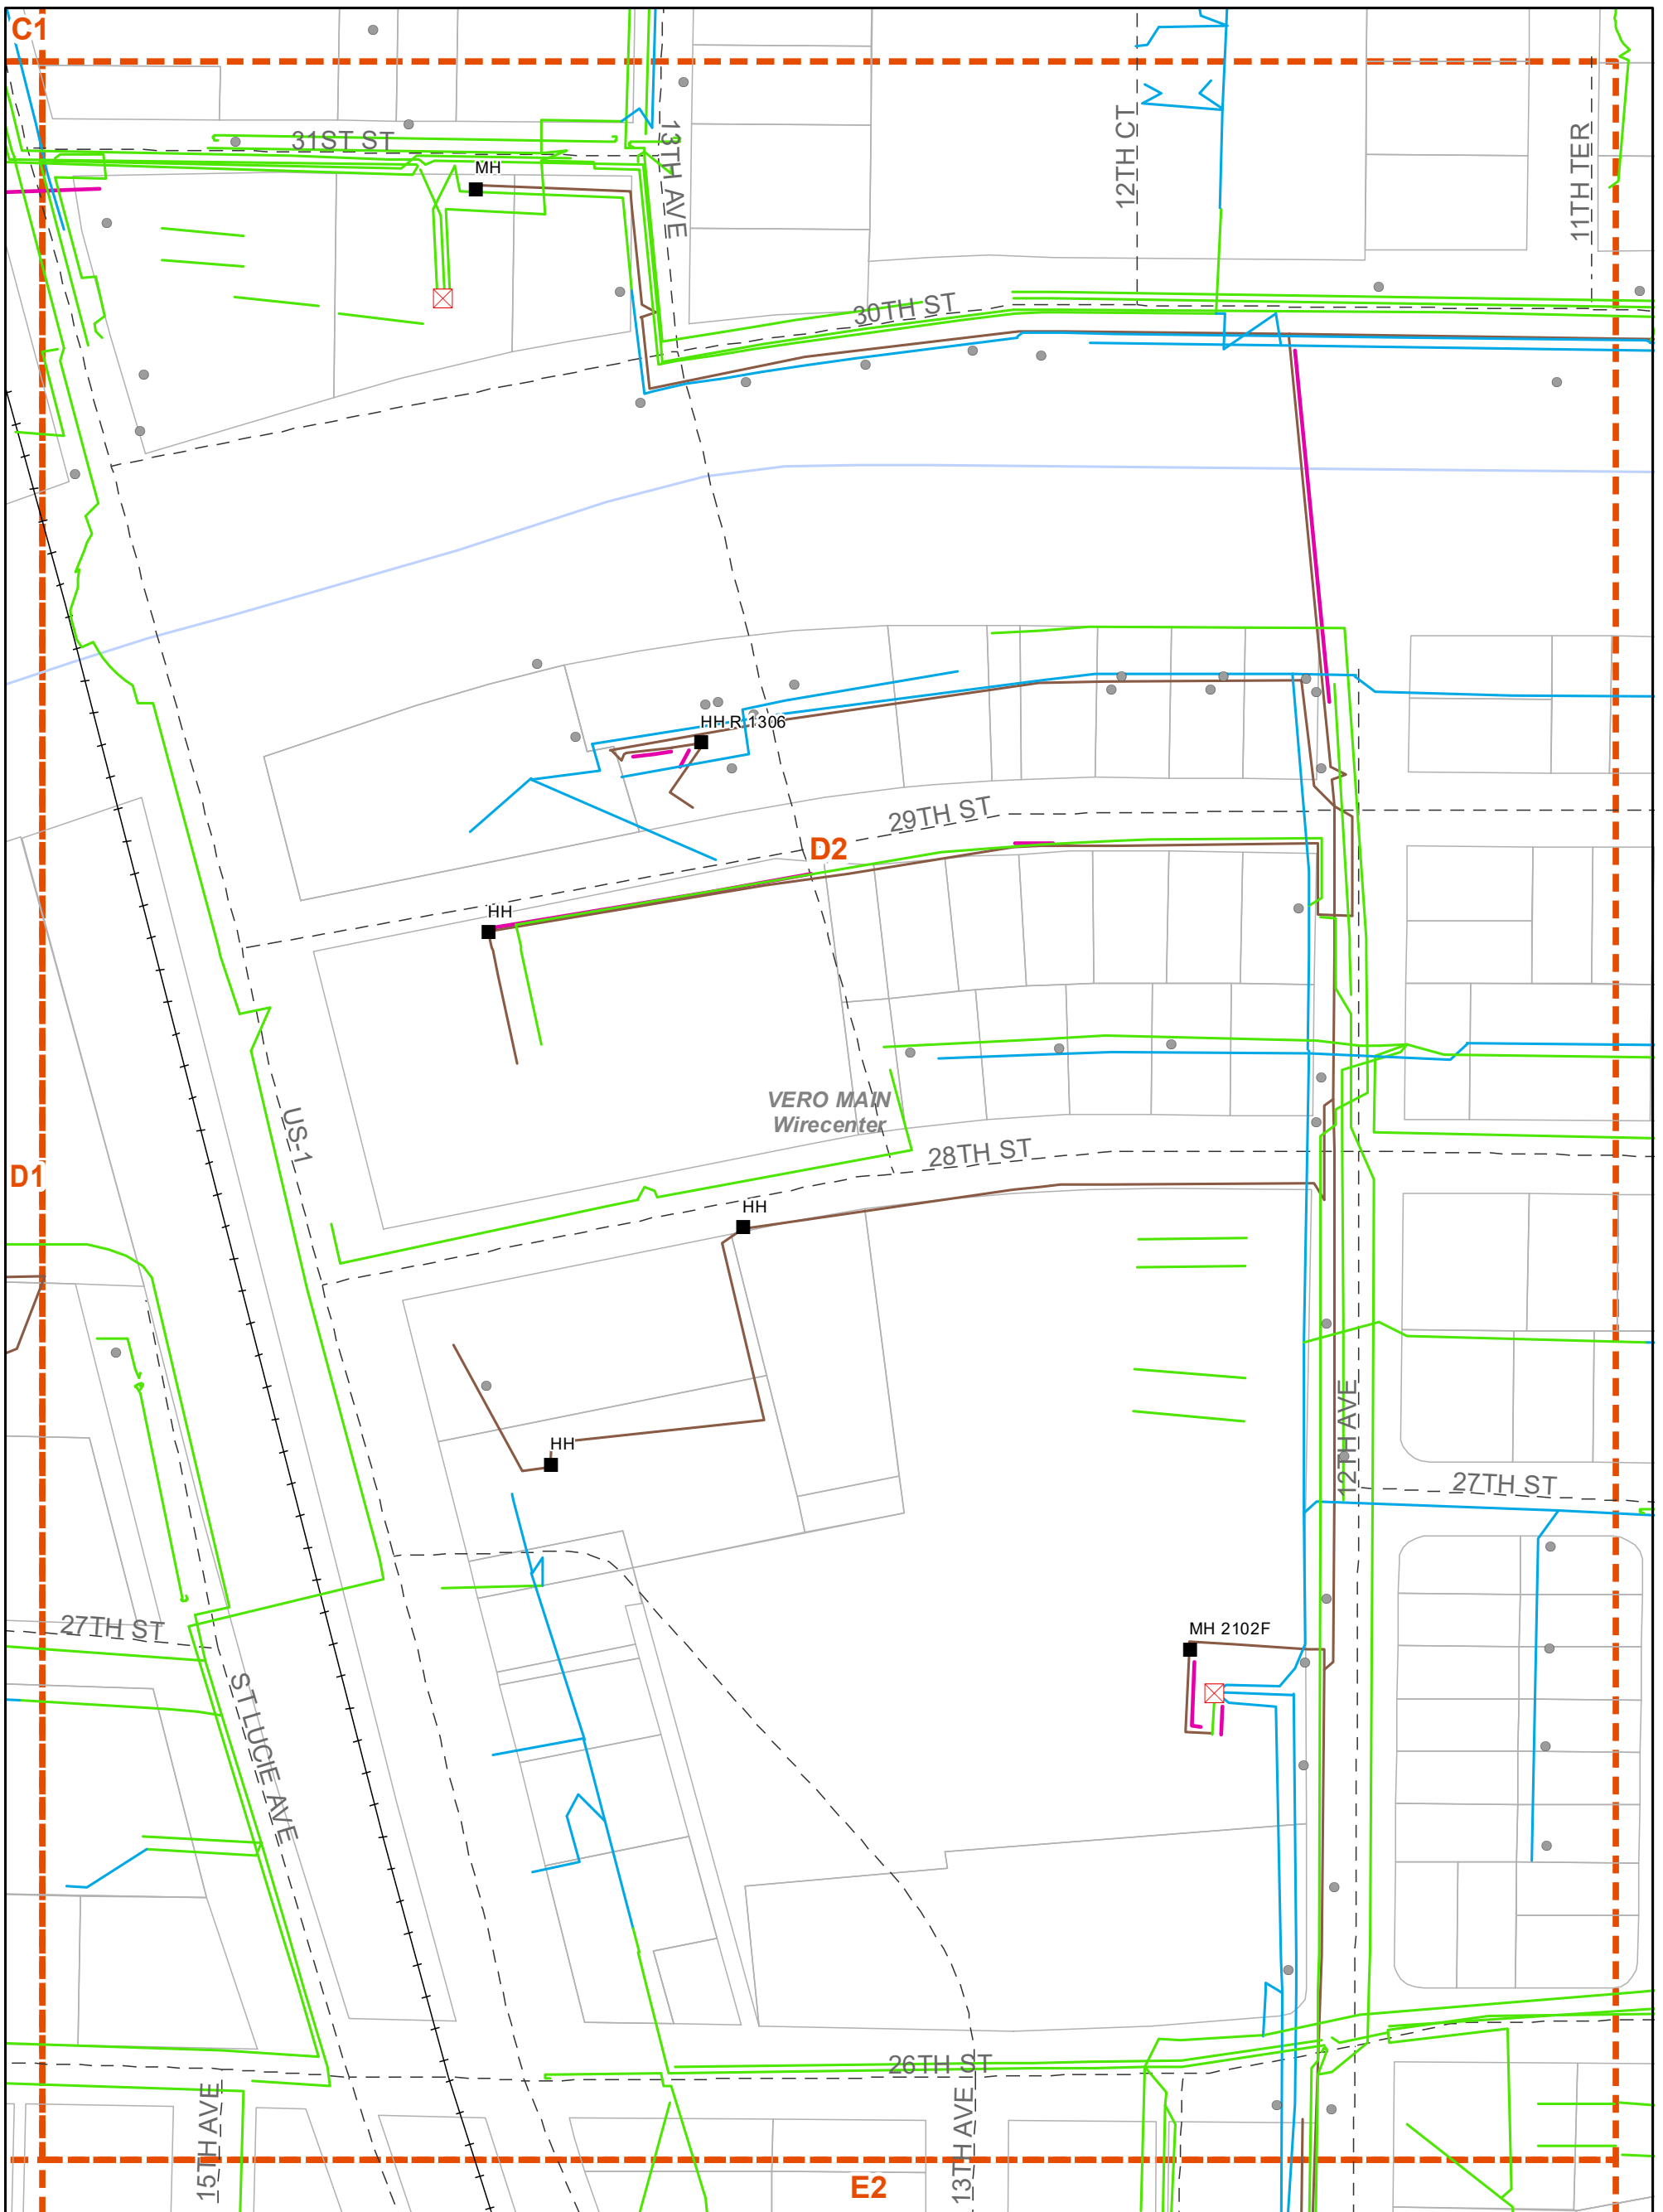 C1
31ST ST
MH
13TH AVE
12TH CT
11TH TER
30TH ST
HH R 1306
29TH ST
D2
HH
VERO MAIN
Wirecenter
US-1
28TH ST
D1
HH
HH
12TH AVE
27TH ST
MH 2102F
27TH ST
ST LUCIE AVE
26TH ST
15TH AVE
13TH AVE
E2